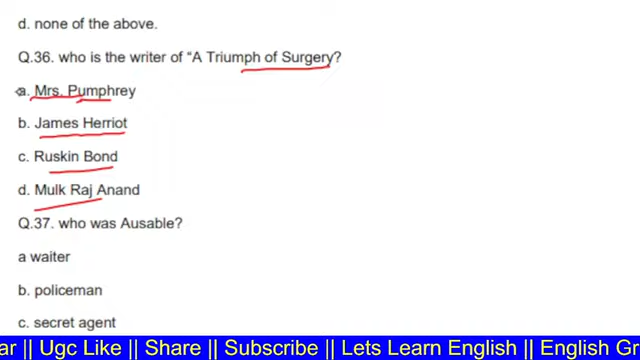 d. none of the above.
Q.36. who is the writer of “A Triumph of Surgery?
a. Mrs. Pumphrey
b. James Herriot
c. Ruskin Bond
d. Mulk Raj Anand
Q.37. who was Ausable?
a waiter
b. policeman
c. secret agent
ar || Ugc Like || Share || Subscribe || Lets Learn English || English Gr